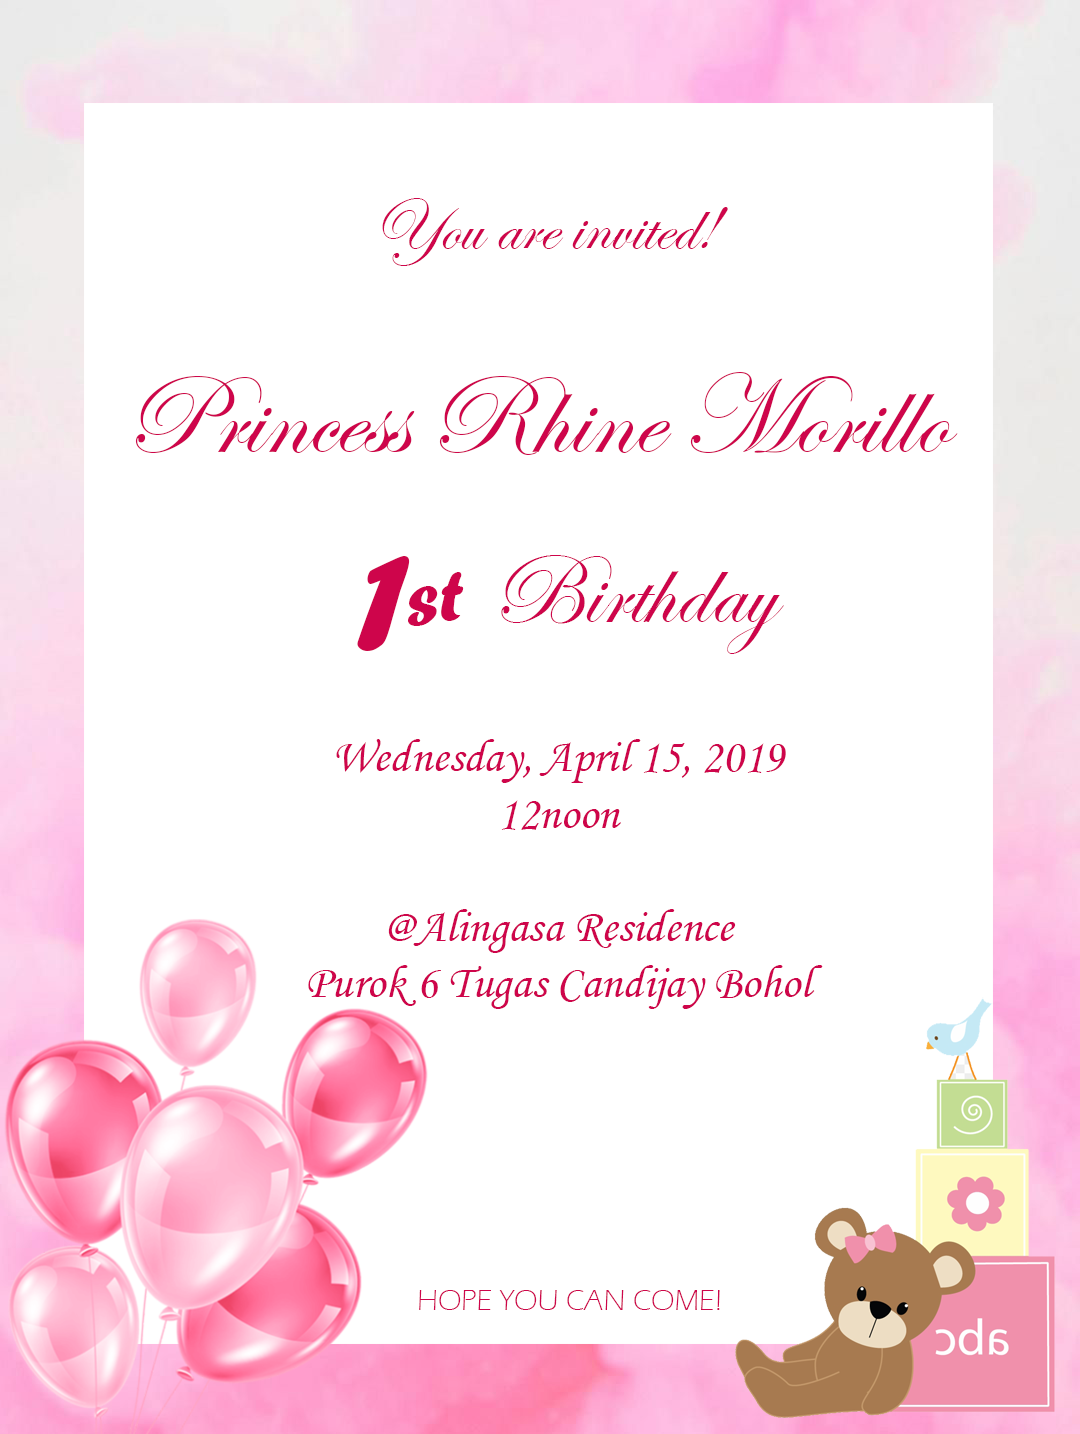 You are invited!
Princess Rhine Morillo
1st Birthday
Wednesday, April 15, 2019
12noon
@Alingasa Residence
Purok 6 Tugas Candijay Bohol
HOPE YOU CAN COME!
abc